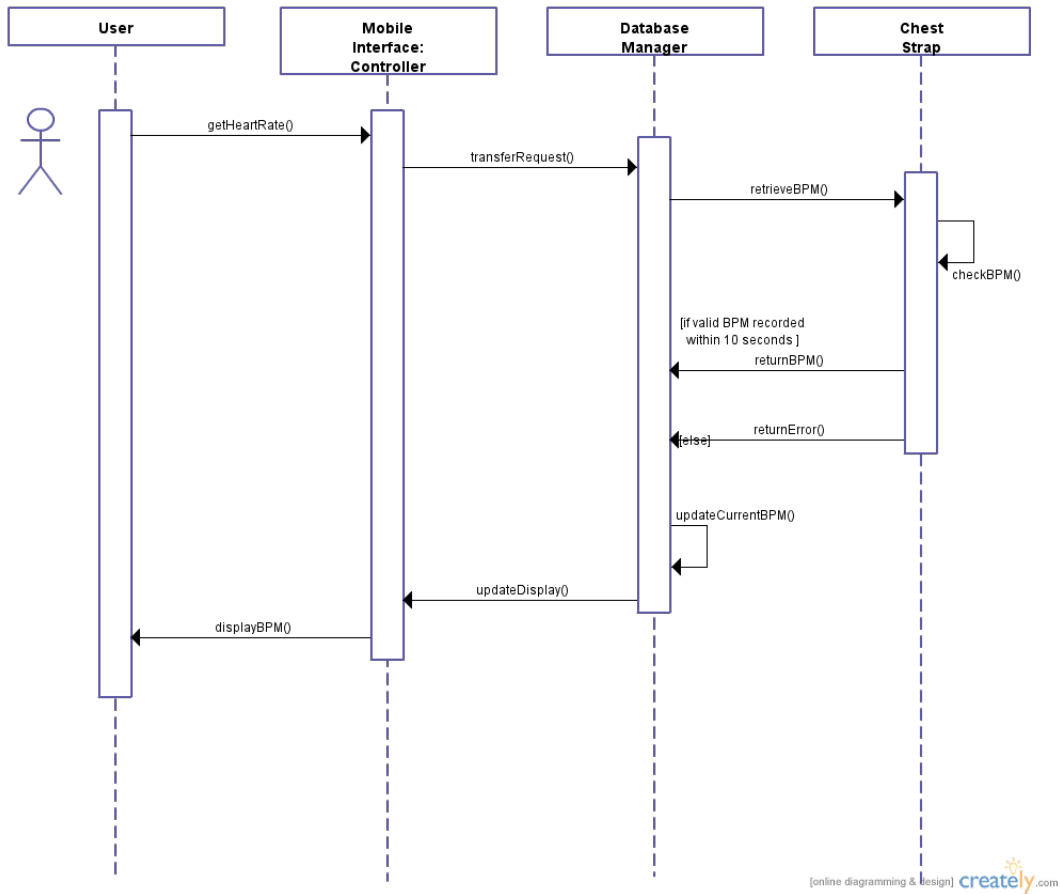 User
Mobile
Interface:
Controller
Database
Manager
Chest
Strap
getHeartRate()
transferRequest()
retrieveBPM()
checkBPM()
[if valid BPM recorded
within 10 seconds ]
returnBPM()
returnError()
[else]
updateCurrentBPM()
updateDisplay()
displayBPM()
[online diagramming & design] creately.com